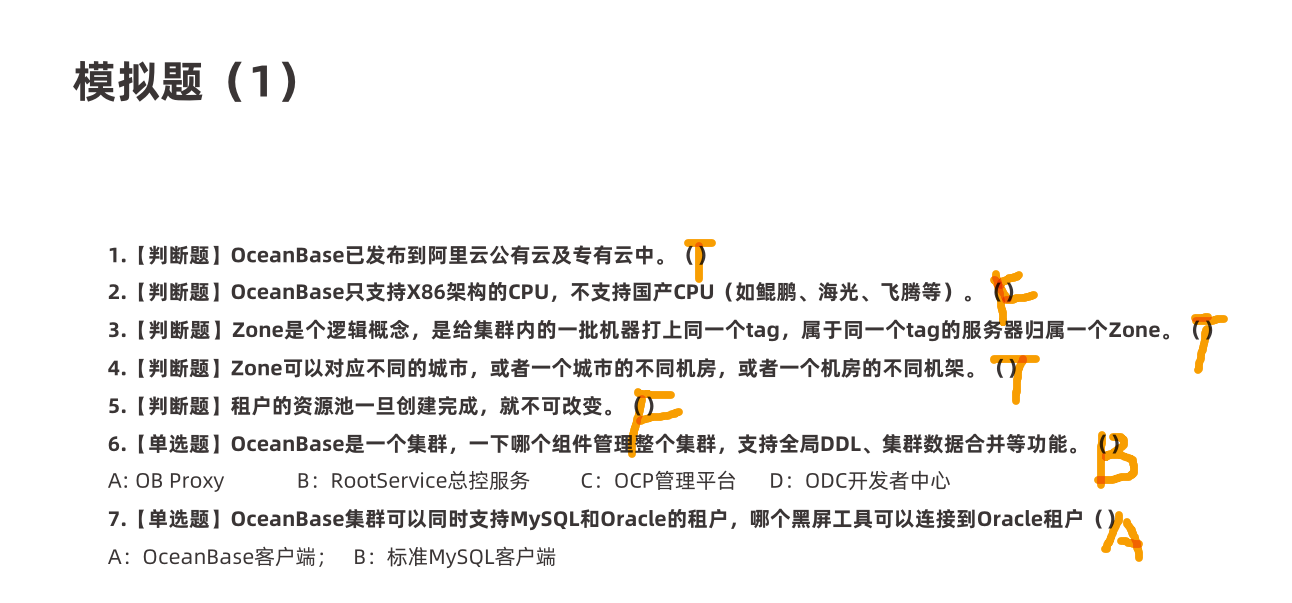 模拟题（1）
1.【判断题】OceanBase已发布到阿里云公有云及专有云中。（）T
2.【判断题】OceanBase只支持X86架构的CPU，不支持国产CPU（如鲲鹏、海光、飞腾等）。（）F
3.【判断题】Zone是个逻辑概念，是给集群内的一批机器打上同一个tag，属于同一个tag的服务器归属一个Zone。（）T
4.【判断题】Zone可以对应不同的城市，或者一个城市的不同机房，或者一个机房的不同机架。（）T
5.【判断题】租户的资源池一旦创建完成，就不可改变。（）F
6.【单选题】OceanBase是一个集群，一下哪个组件管理整个集群，支持全局DDL、集群数据合并等功能。（）B
A: OB Proxy B：RootService总控服务 C：OCP管理平台 D：ODC开发者中心
7.【单选题】OceanBase集群可以同时支持MySQL和Oracle的租户，哪个黑屏工具可以连接到Oracle租户（）A
A：OceanBase客户端； B：标准MySQL客户端